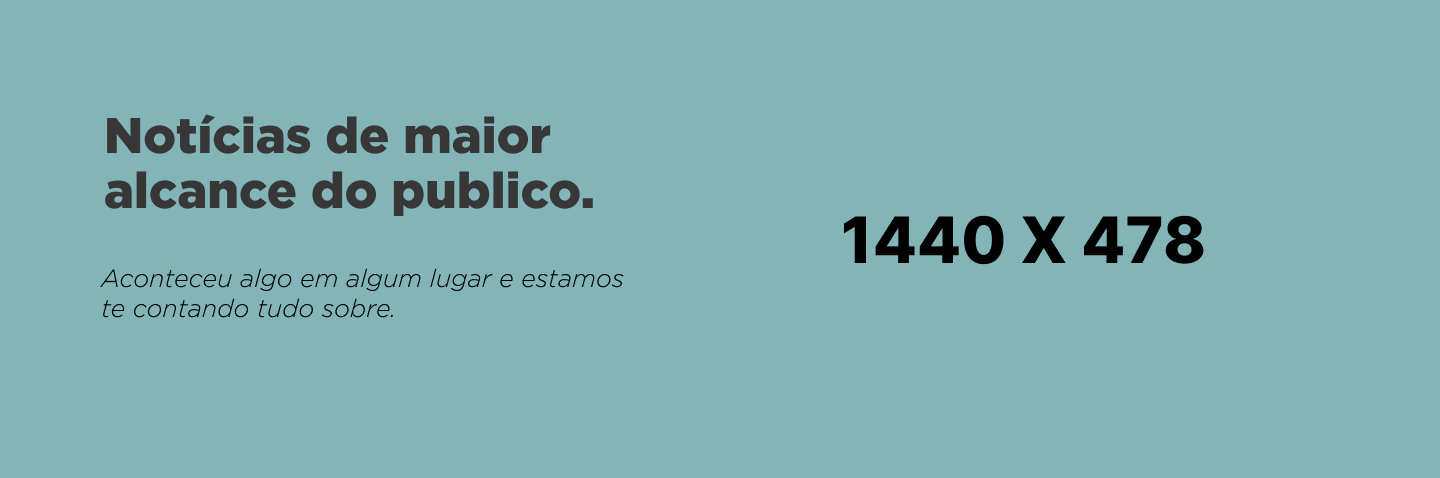 Notícias de maior
alcance do publico.
Aconteceu algo em algum lugar e estamos
te contando tudo sobre.
1440 X 478